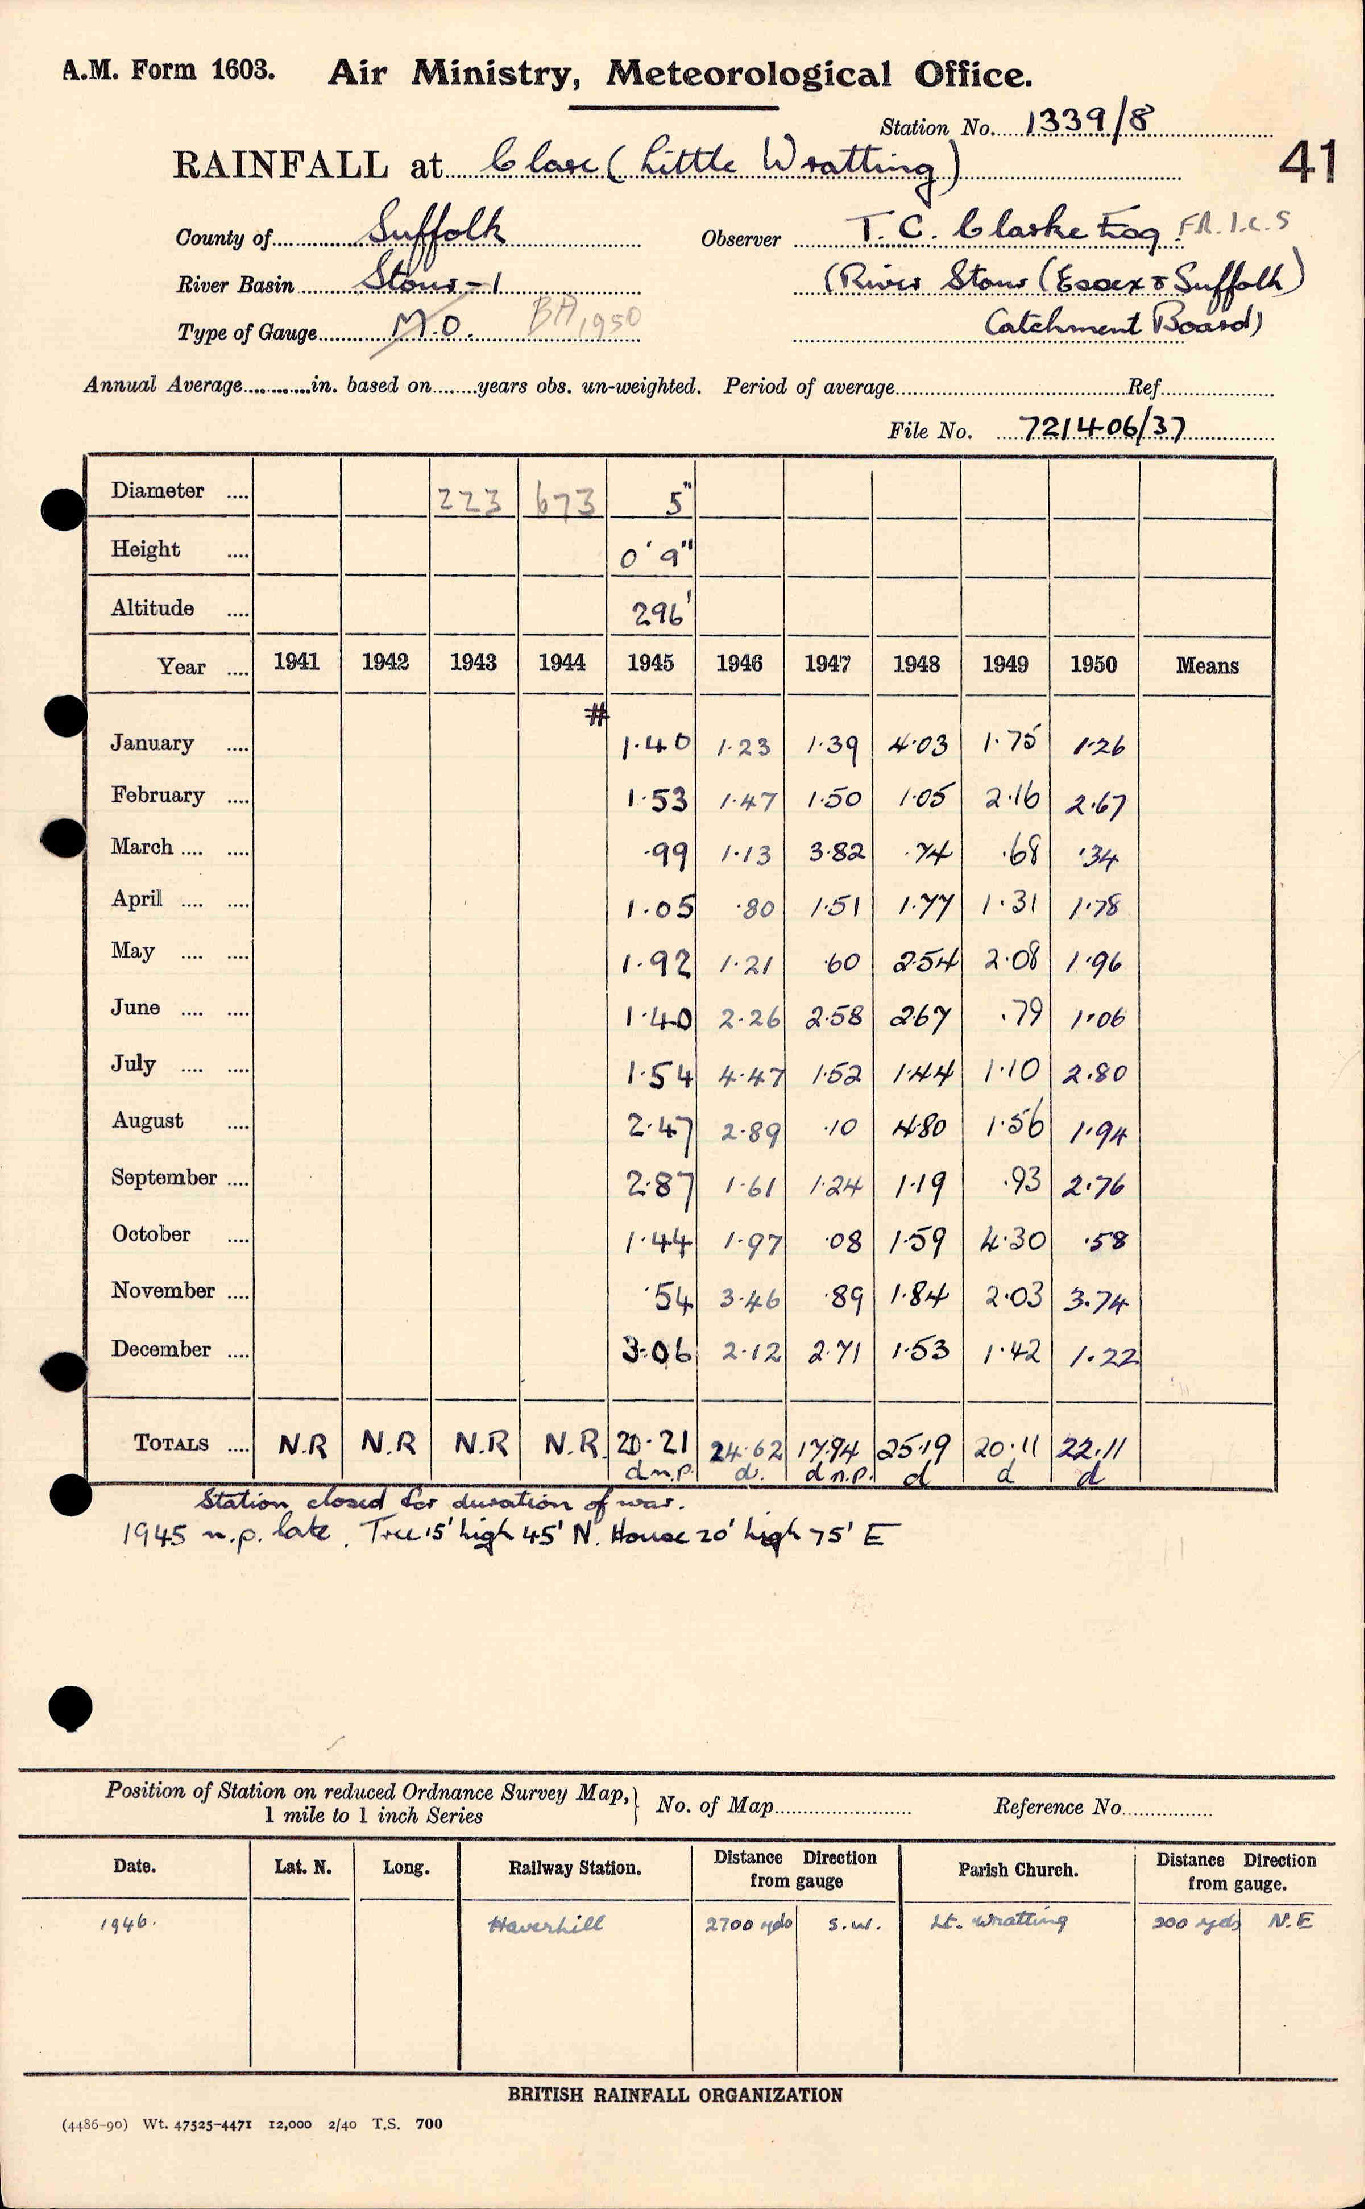 A.M. Form 1603. Air Ministry, Meteorological Office.
Station No. 1339/8
41
RAINFALL at Clare (Little Wratting)
County of Suffolk Observer T. C. Clarke Esq. F.R.I.C.S
River Basin Stour-1 (River Stour (Essex & Suffolk)
Type of Gauge M.O. BA 1950 Catchment Board)
Annual Average in. based on years obs. un-weighted. Period of average Ref
File No. 721406/37
Diameter 223 673 5"
Height 0' 9"
Altitude 296'
Year 1941 1942 1943 1944 1945 1946 1947 1948 1949 1950 Means
#
January 1.40 1.23 1.39 4.03 1.75 1.26
February 1.53 1.47 1.50 1.05 2.16 2.67
March .99 1.13 3.82 .74 .68 .34
April 1.05 .80 1.51 1.77 1.31 1.78
May 1.92 1.21 .60 2.54 2.08 1.96
June 1.40 2.26 2.58 2.67 .79 1.06
July 1.54 4.47 1.52 1.44 1.10 2.80
August 2.47 2.89 .10 4.80 1.56 1.94
September 2.87 1.61 1.24 1.19 .93 2.76
October 1.44 1.97 .08 1.59 4.30 .58
November .54 3.46 .89 1.84 2.03 3.74
December 3.06 2.12 2.71 1.53 1.42 1.22
TOTALS N.R N.R N.R N.R. 20.21 24.62 17.94 25.19 20.11 22.11
d n.p. d. d n.p. d d d
Station closed for duration of war.
1945 n.p. late. Tree 15' high 45' N. House 20' high 75' E
Position of Station on reduced Ordnance Survey Map, 1 mile to 1 inch Series } No. of Map Reference No.
Date. Lat. N. Long. Railway Station. Distance Direction from gauge Parish Church. Distance Direction from gauge.
1946. Haverhill 2700 yds S.W. Lt. Wratting 300 yds N.E
BRITISH RAINFALL ORGANIZATION
(4486-90) Wt. 47525-4471 12,000 2/40 T.S. 700